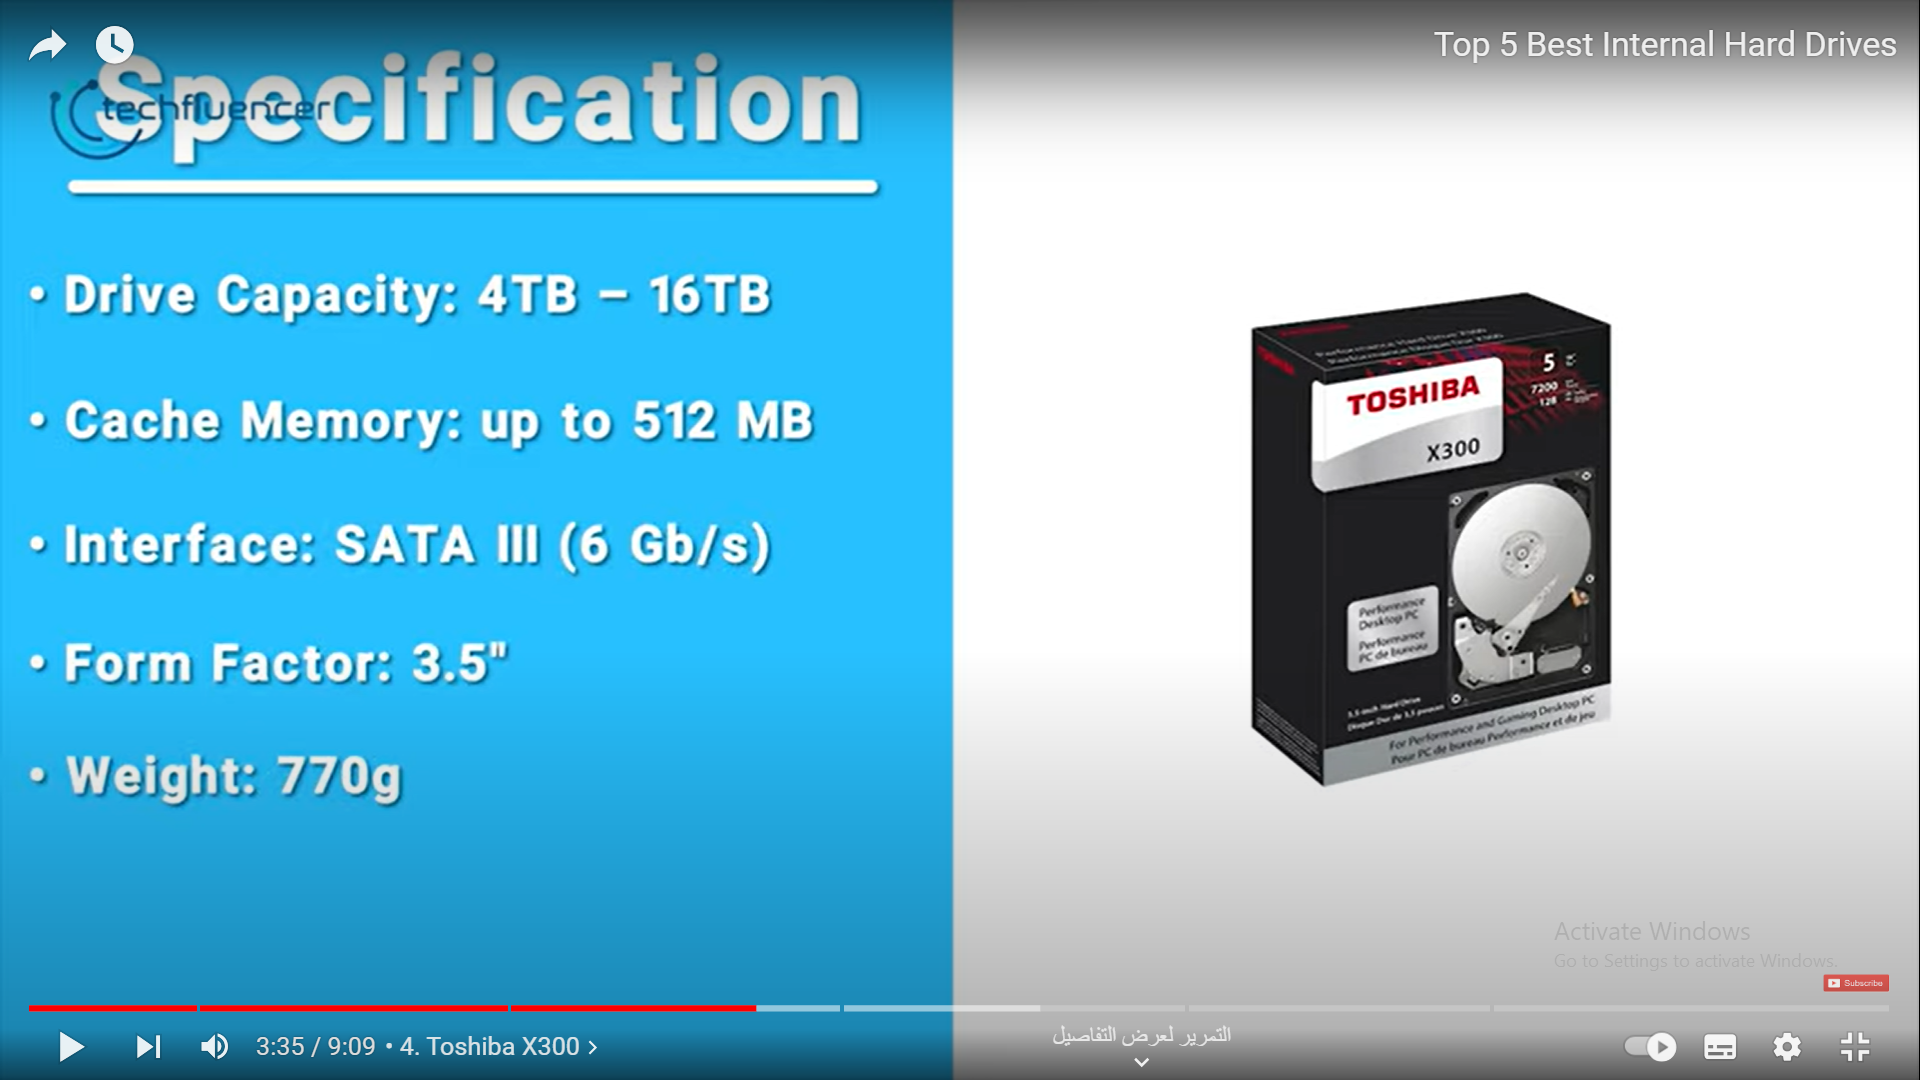 Top 5 Best Internal Hard Drives
Specification
techfluencer
• Drive Capacity: 4TB – 16TB
• Cache Memory: up to 512 MB
• Interface: SATA III (6 Gb/s)
• Form Factor: 3.5"
• Weight: 770g
Performance Hard Drive X300
TOSHIBA
X300
5
7200
128
Performance
Desktop PC
Performance
PC de bureau
3.5-inch Hard Drive
Disque Dur de 3,5 pouces
For Performance and Gaming Desktop PC
Pour PC de bureau Performance et de jeu
Activate Windows
Go to Settings to activate Windows.
Subscribe
3:35 / 9:09 • 4. Toshiba X300
التمرير لعرض التفاصيل